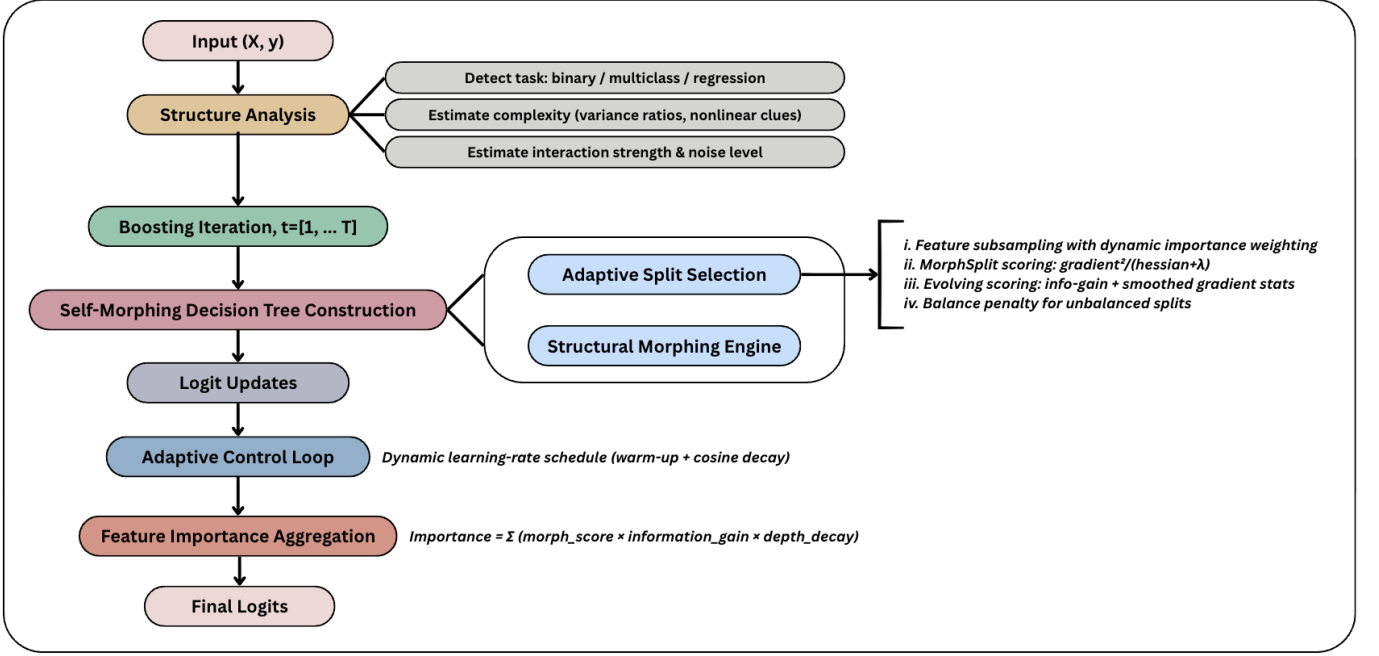 Input (X, y)
Structure Analysis
Detect task: binary / multiclass / regression
Estimate complexity (variance ratios, nonlinear clues)
Estimate interaction strength & noise level
Boosting Iteration, t=[1, ... T]
Self-Morphing Decision Tree Construction
Adaptive Split Selection
Structural Morphing Engine
i. Feature subsampling with dynamic importance weighting
ii. MorphSplit scoring: gradient²/(hessian+λ)
iii. Evolving scoring: info-gain + smoothed gradient stats
iv. Balance penalty for unbalanced splits
Logit Updates
Adaptive Control Loop
Dynamic learning-rate schedule (warm-up + cosine decay)
Feature Importance Aggregation
Importance = Σ (morph_score × information_gain × depth_decay)
Final Logits